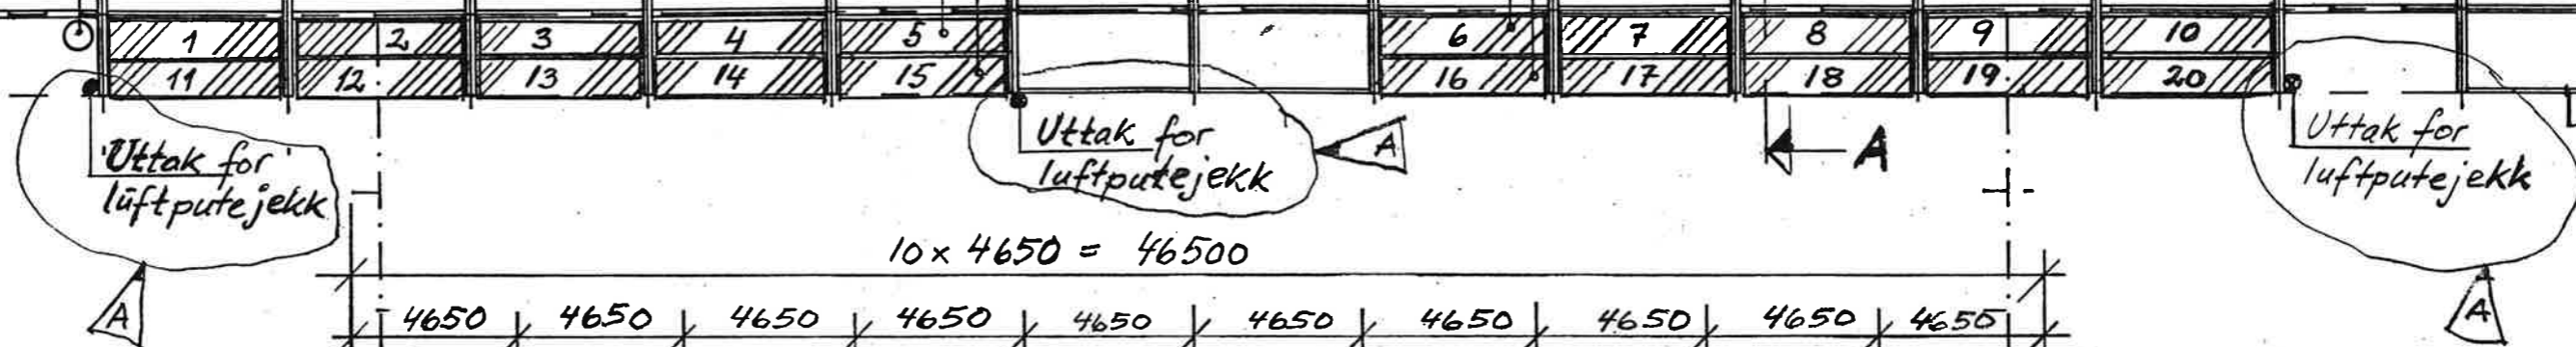 1 2 3 4 5 6 7 8 9 10
11 12 13 14 15 16 17 18 19 20
Uttak for
luftputejekk
Uttak for
luftputejekk
A
A
Uttak for
luftputejekk
10 x 4650 = 46500
A
4650 4650 4650 4650 4650 4650 4650 4650 4650 4650
A